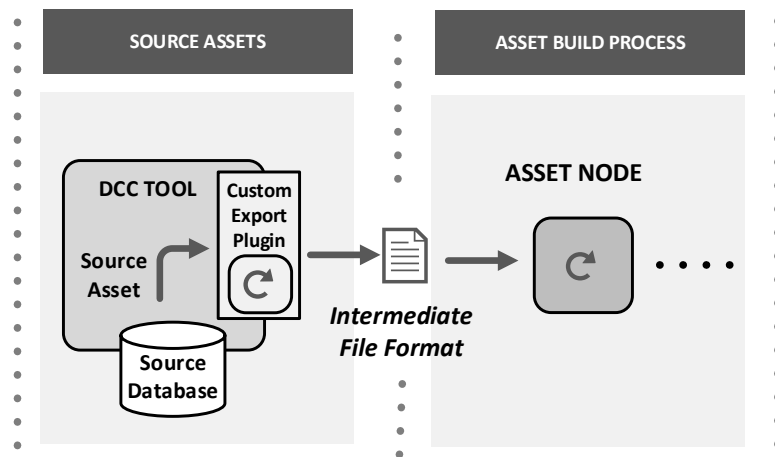 SOURCE ASSETS
ASSET BUILD PROCESS
DCC TOOL
Custom
Export
Plugin
Source
Asset
Source
Database
Intermediate
File Format
ASSET NODE